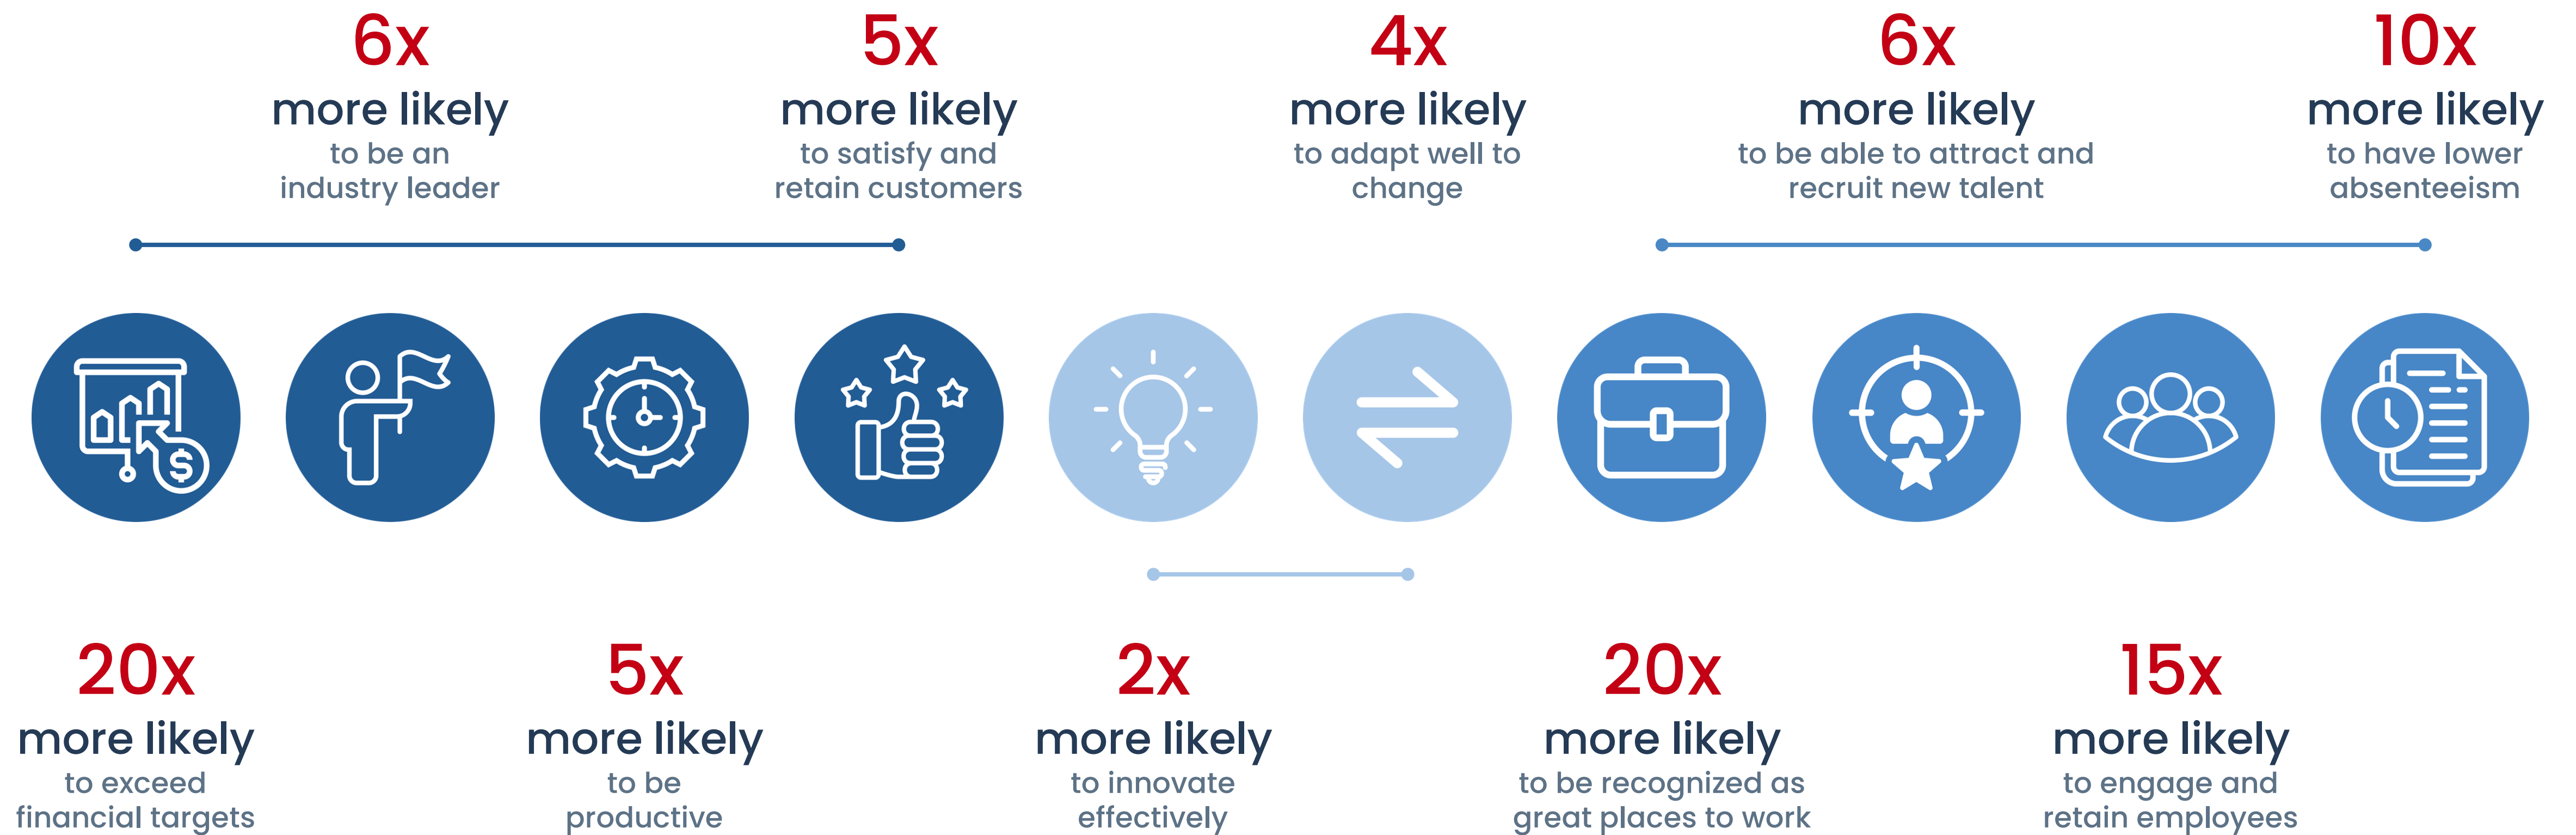 6x
more likely
to be an
industry leader
5x
more likely
to satisfy and
retain customers
4x
more likely
to adapt well to
change
6x
more likely
to be able to attract and
recruit new talent
10x
more likely
to have lower
absenteeism
$
20x
more likely
to exceed
financial targets
5x
more likely
to be
productive
2x
more likely
to innovate
effectively
20x
more likely
to be recognized as
great places to work
15x
more likely
to engage and
retain employees